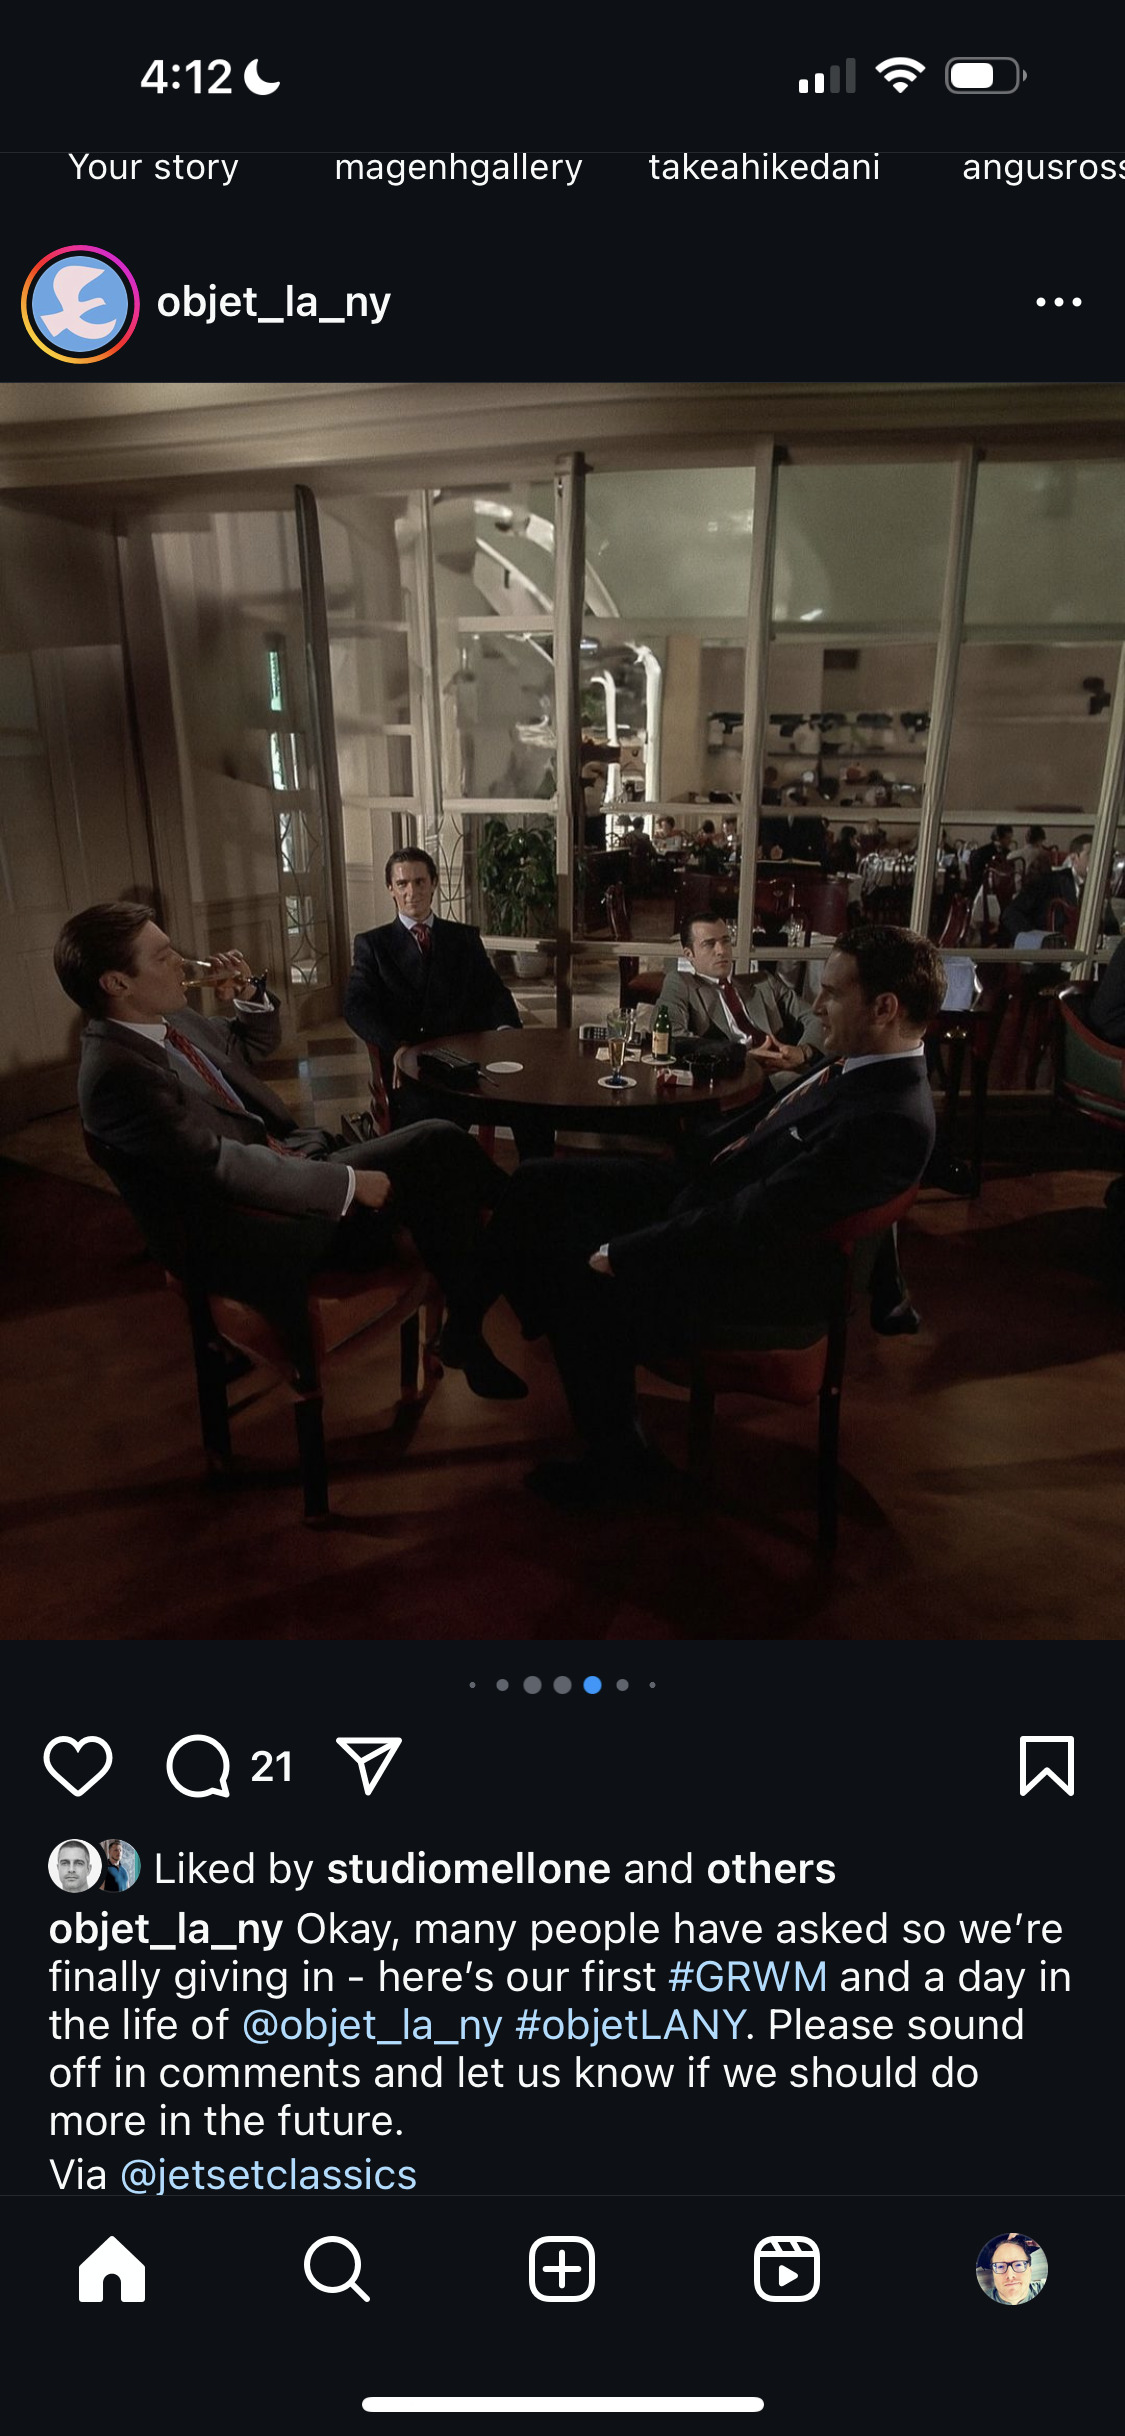 4:12
Your story magenhgallery takeahikedani angusross
objet_la_ny
21
Liked by studiomellone and others
objet_la_ny Okay, many people have asked so we’re
finally giving in - here’s our first #GRWM and a day in
the life of @objet_la_ny #objetLANY. Please sound
off in comments and let us know if we should do
more in the future.
Via @jetsetclassics